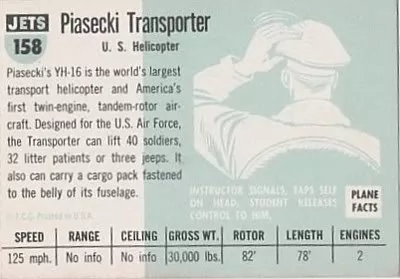 JETS
158
Piasecki Transporter
U. S. Helicopter
Piasecki's YH-16 is the world's largest
transport helicopter and America's
first twin-engine, tandem-rotor air-
craft. Designed for the U.S. Air Force,
the Transporter can lift 40 soldiers,
32 litter patients or three jeeps. It
also can carry a cargo pack fastened
to the belly of its fuselage.
© T.C.G. Printed in U.S.A.
INSTRUCTOR SIGNALS, TAPS SELF
ON HEAD, STUDENT RELEASES
CONTROL TO HIM.
PLANE
FACTS
SPEED RANGE CEILING GROSS WT. ROTOR LENGTH ENGINES
125 mph. No info No info 30,000 lbs. 82' 78' 2